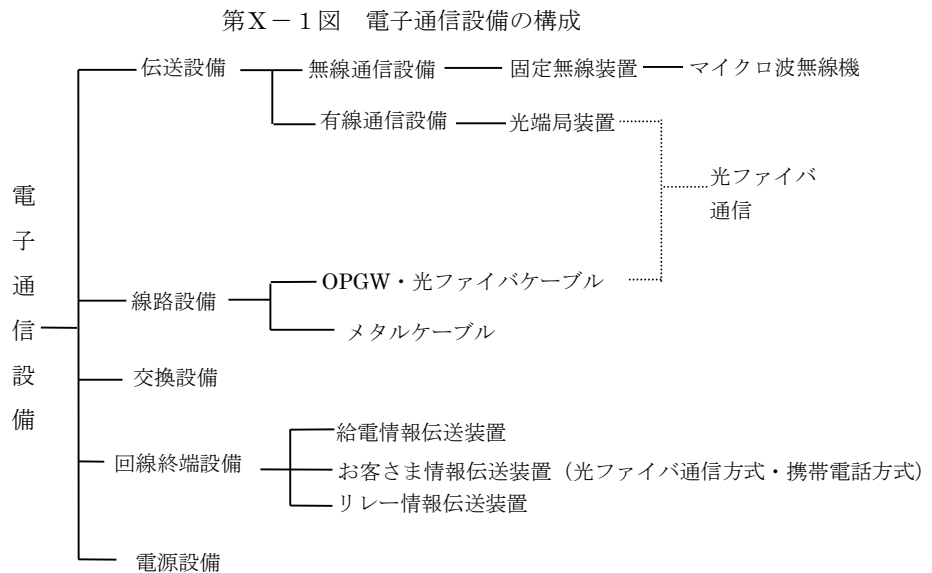 第X－1図　電子通信設備の構成
電子通信設備
伝送設備
無線通信設備
固定無線装置
マイクロ波無線機
有線通信設備
光端局装置
光ファイバ
通信
線路設備
OPGW・光ファイバケーブル
メタルケーブル
交換設備
回線終端設備
給電情報伝送装置
お客さま情報伝送装置（光ファイバ通信方式・携帯電話方式）
リレー情報伝送装置
電源設備